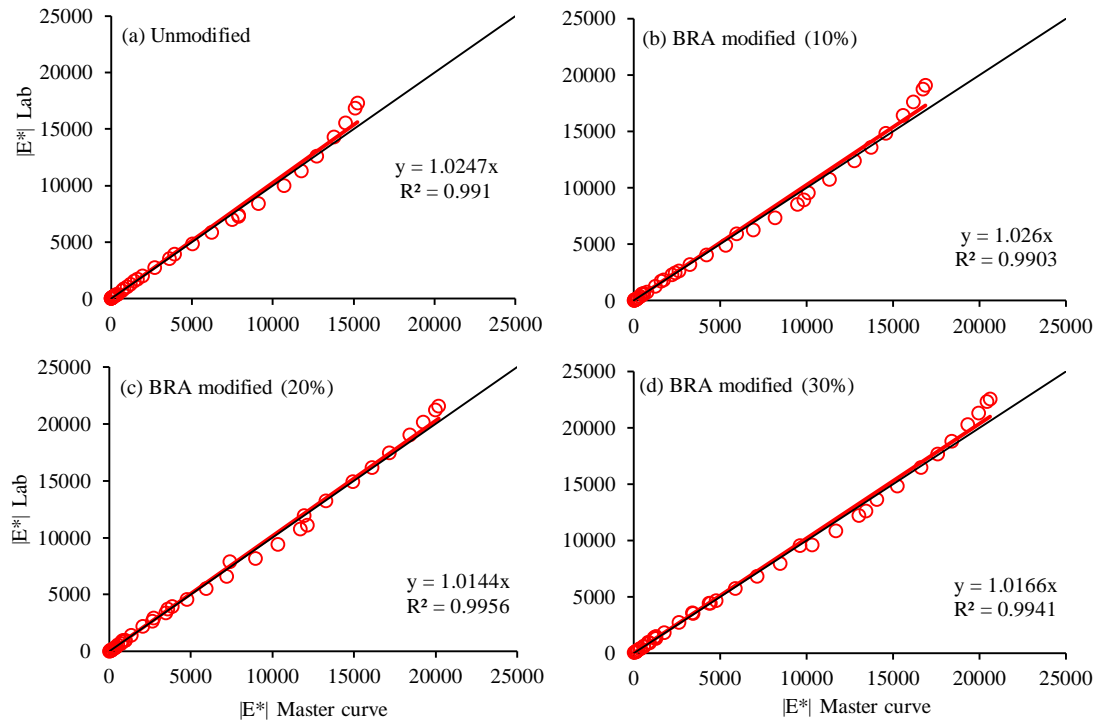 (a) Unmodified
|E*| Lab
25000
20000
15000
10000
5000
0
y = 1.0247x
R² = 0.991
0 5000 10000 15000 20000 25000
(b) BRA modified (10%)
25000
20000
15000
10000
5000
0
y = 1.026x
R² = 0.9903
0 5000 10000 15000 20000 25000
(c) BRA modified (20%)
|E*| Lab
25000
20000
15000
10000
5000
0
y = 1.0144x
R² = 0.9956
0 5000 10000 15000 20000 25000
|E*| Master curve
(d) BRA modified (30%)
25000
20000
15000
10000
5000
0
y = 1.0166x
R² = 0.9941
0 5000 10000 15000 20000 25000
|E*| Master curve